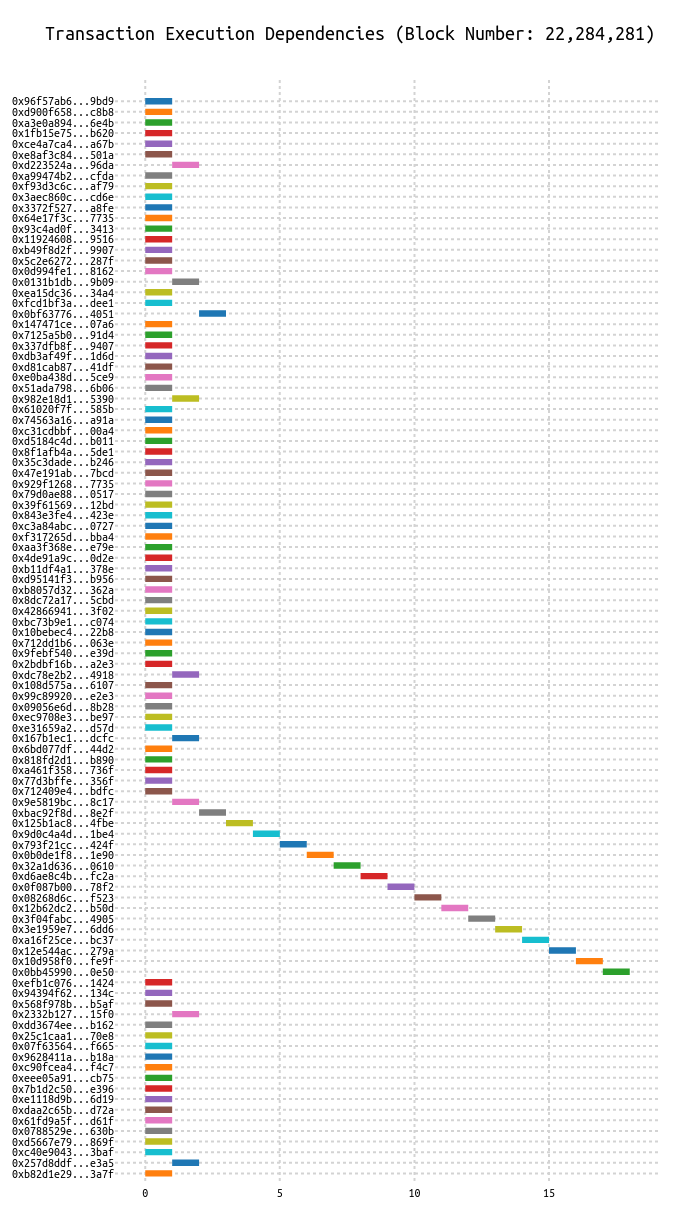 Transaction Execution Dependencies (Block Number: 22,284,281)
0x96f57ab6...9bd9
0xd900f658...c8b8
0xa3e0a894...6e4b
0x1fb15e75...b620
0xce4a7ca4...a67b
0xe8af3c84...501a
0xd223524a...96da
0xa99474b2...cfda
0xf93d3c6c...af79
0x3aec860c...cd6e
0x3372f527...a8fe
0x64e17f3c...7735
0x93c4ad0f...3413
0x11924608...9516
0xb49f8d2f...9907
0x5c2e6272...287f
0x0d994fe1...8162
0x0131b1db...9b09
0xea15dc36...34a4
0xfcd1bf3a...dee1
0x0bf63776...4051
0x147471ce...07a6
0x7125a5b0...91d4
0x337dfb8f...9407
0xdb3af49f...1d6d
0xd81cab87...41df
0xe0ba438d...5ce9
0x51ada798...6b06
0x982e18d1...5390
0x61020f7f...585b
0x74563a16...a91a
0xc31cdbbf...00a4
0xd5184c4d...b011
0x8f1afb4a...5de1
0x35c3dade...b246
0x47e191ab...7bcd
0x929f1268...7735
0x79d0ae88...0517
0x39f61569...12bd
0x843e3fe4...423e
0xc3a84abc...0727
0xf317265d...bba4
0xaa3f368e...e79e
0x4de91a9c...0d2e
0xb11df4a1...378e
0xd95141f3...b956
0xb8057d32...362a
0x8dc72a17...5cbd
0x42866941...3f02
0xbc73b9e1...c074
0x10bebec4...22b8
0x712dd1b6...063e
0x9febf540...e39d
0x2bdbf16b...a2e3
0xdc78e2b2...4918
0x108d575a...6107
0x99c89920...e2e3
0x09056e6d...8b28
0xec9708e3...be97
0xe31659a2...d57d
0x167b1ec1...dcfc
0x6bd077df...44d2
0x818fd2d1...b890
0xa461f358...736f
0x77d3bffe...356f
0x712409e4...bdfc
0x9e5819bc...8c17
0xbac92f8d...8e2f
0x125b1ac8...4fbe
0x9d0c4a4d...1be4
0x793f21cc...424f
0x0b0de1f8...1e90
0x32a1d636...0610
0xd6ae8c4b...fc2a
0x0f087b00...78f2
0x08268d6c...f523
0x12b62dc2...b50d
0x3f04fabc...4905
0x3e1959e7...6dd6
0xa16f25ce...bc37
0x12e544ac...279a
0x10d958f0...fe9f
0x0bb45990...0e50
0xefb1c076...1424
0x94394f62...134c
0x568f978b...b5af
0x2332b127...15f0
0xdd3674ee...b162
0x25c1caa1...70e8
0x07f63564...f665
0x9628411a...b18a
0xc90fcea4...f4c7
0xeee05a91...cb75
0x7b1d2c50...e396
0xe1118d9b...6d19
0xdaa2c65b...d72a
0x61fd9a5f...d61f
0x0788529e...630b
0xd5667e79...869f
0xc40e9043...3baf
0x257d8ddf...e3a5
0xb82d1e29...3a7f
0 5 10 15